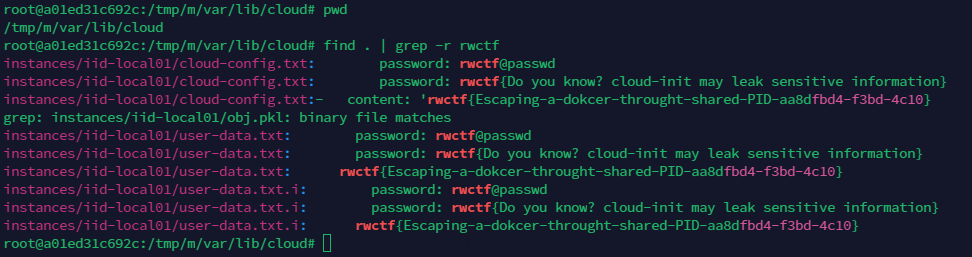 root@a01ed31c692c:/tmp/m/var/lib/cloud# pwd
/tmp/m/var/lib/cloud
root@a01ed31c692c:/tmp/m/var/lib/cloud# find . | grep -r rwctf
instances/iid-local01/cloud-config.txt:        password: rwctf@passwd
instances/iid-local01/cloud-config.txt:        password: rwctf{Do you know? cloud-init may leak sensitive information}
instances/iid-local01/cloud-config.txt:-   content: 'rwctf{Escaping-a-dokcer-throught-shared-PID-aa8dfbd4-f3bd-4c10}
grep: instances/iid-local01/obj.pkl: binary file matches
instances/iid-local01/user-data.txt:        password: rwctf@passwd
instances/iid-local01/user-data.txt:        password: rwctf{Do you know? cloud-init may leak sensitive information}
instances/iid-local01/user-data.txt:      rwctf{Escaping-a-dokcer-throught-shared-PID-aa8dfbd4-f3bd-4c10}
instances/iid-local01/user-data.txt.i:        password: rwctf@passwd
instances/iid-local01/user-data.txt.i:        password: rwctf{Do you know? cloud-init may leak sensitive information}
instances/iid-local01/user-data.txt.i:      rwctf{Escaping-a-dokcer-throught-shared-PID-aa8dfbd4-f3bd-4c10}
root@a01ed31c692c:/tmp/m/var/lib/cloud#